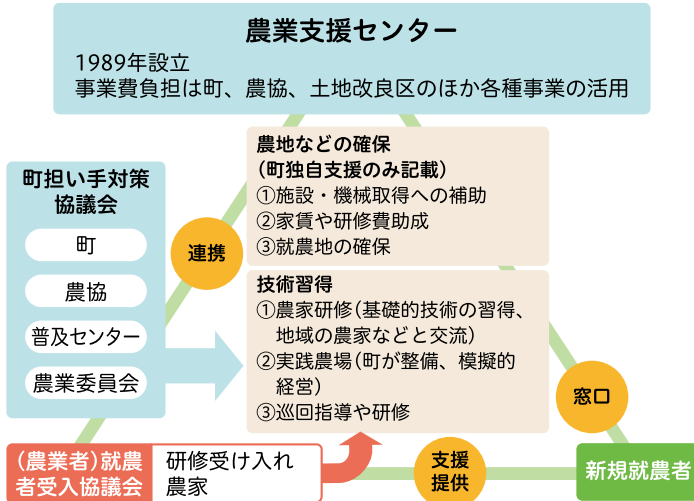 農業支援センター
1989年設立
事業費負担は町、農協、土地改良区のほか各種事業の活用
町担い手対策
協議会
町
農協
普及センター
農業委員会
連携
農地などの確保
(町独自支援のみ記載)
①施設・機械取得への補助
②家賃や研修費助成
③就農地の確保
技術習得
①農家研修(基礎的技術の習得、
地域の農家などと交流)
②実践農場(町が整備、模擬的
経営)
③巡回指導や研修
窓口
(農業者)就農
者受入協議会
研修受け入れ
農家
支援
提供
新規就農者